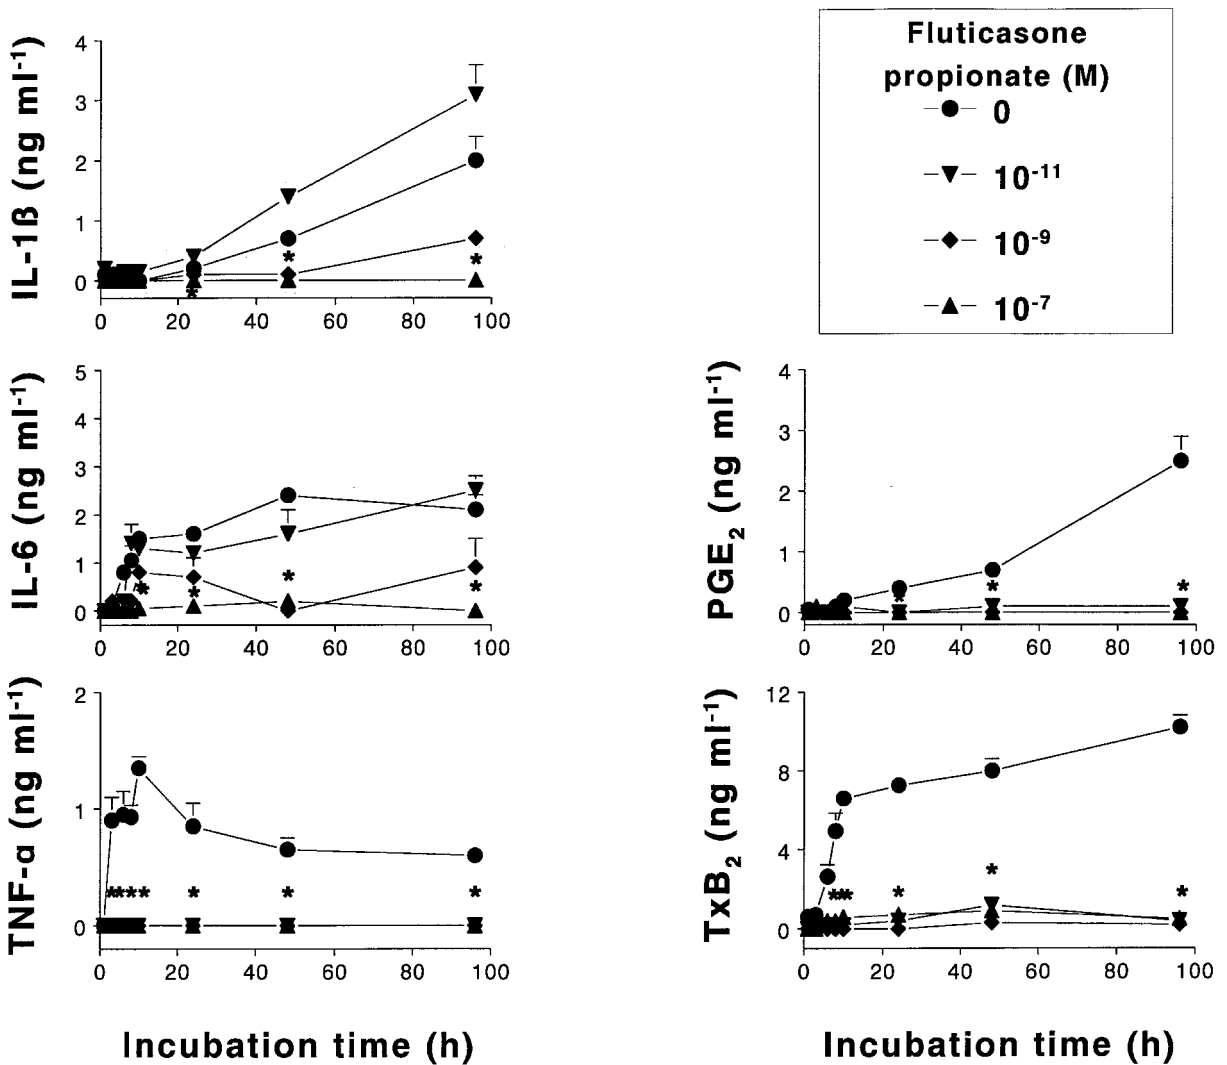 IL-1ß (ng ml⁻¹)
4
3
2
1
0
*
*
*
0 20 40 60 80 100
Fluticasone
propionate (M)
0
10⁻¹¹
10⁻⁹
10⁻⁷
IL-6 (ng ml⁻¹)
5
4
3
2
1
0
*
*
*
*
0 20 40 60 80 100
PGE₂ (ng ml⁻¹)
4
3
2
1
0
*
*
*
0 20 40 60 80 100
TNF-α (ng ml⁻¹)
2
1
0
**** * * *
0 20 40 60 80 100
TxB₂ (ng ml⁻¹)
12
8
4
0
*** * * *
0 20 40 60 80 100
Incubation time (h)
Incubation time (h)